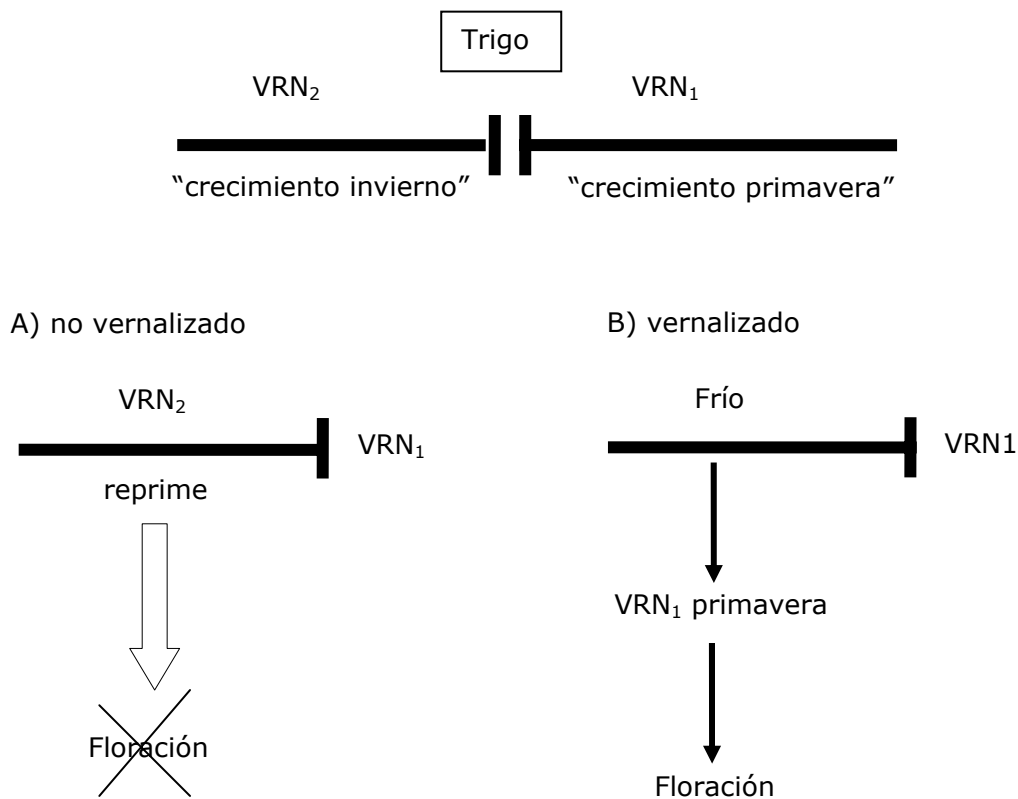 Trigo
VRN₂
VRN₁
“crecimiento invierno”
“crecimiento primavera”
A) no vernalizado
B) vernalizado
VRN₂
VRN₁
reprime
Floración
Frío
VRN1
VRN₁ primavera
Floración